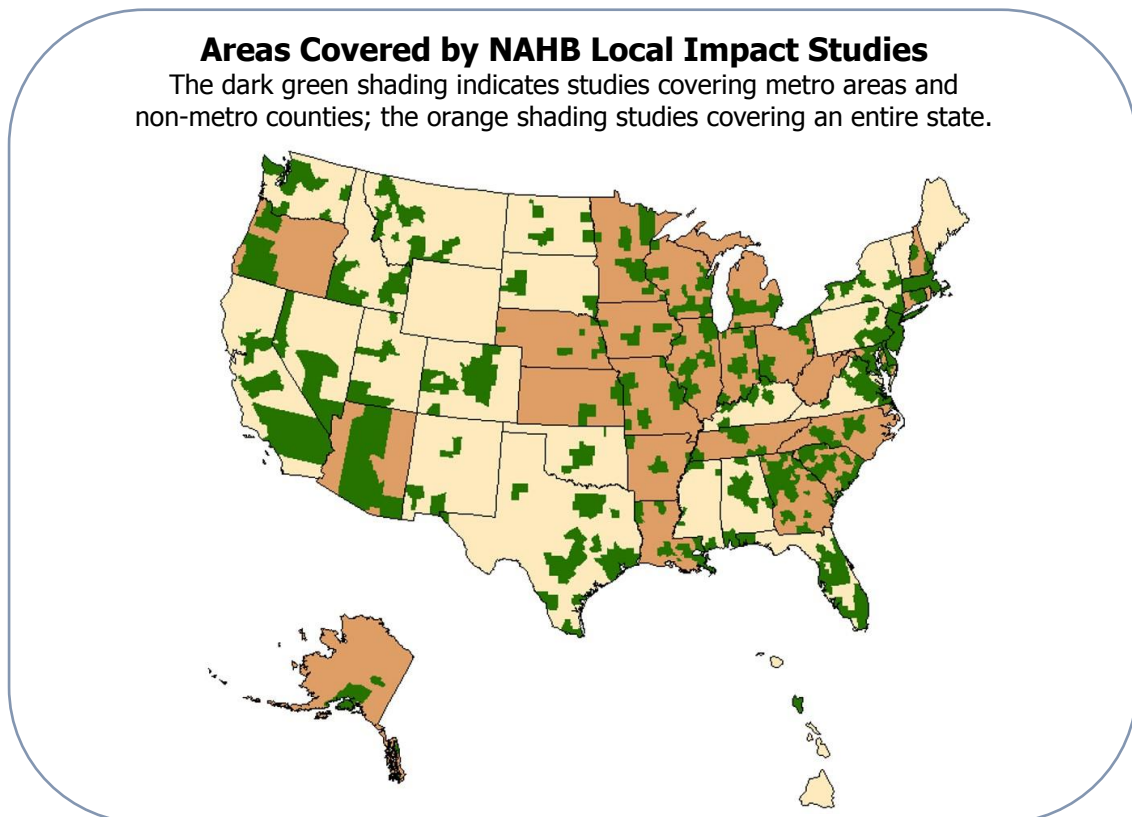 Areas Covered by NAHB Local Impact Studies
The dark green shading indicates studies covering metro areas and
non-metro counties; the orange shading studies covering an entire state.